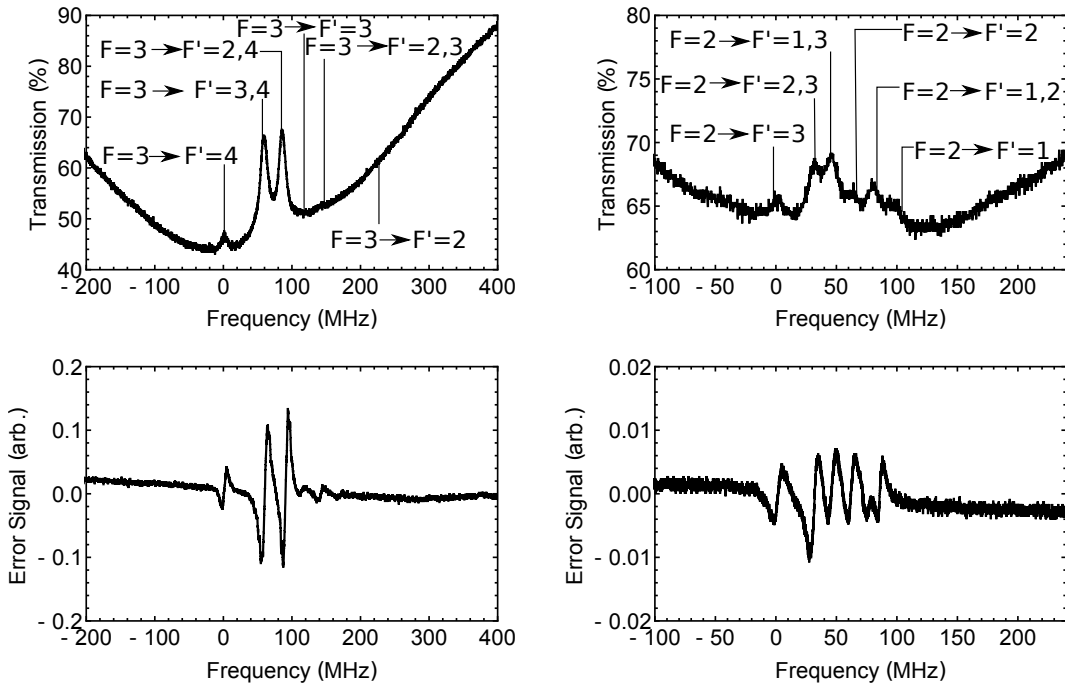 90
80
70
60
50
40
Transmission (%)
F=3→F'=3
F=3→F'=2,4
F=3→F'=2,3
F=3→ F'=3,4
F=3→F'=4
F=3→F'=2
- 200 - 100 0 100 200 300 400
Frequency (MHz)
80
75
70
65
60
Transmission (%)
F=2→F'=1,3
F=2→F'=2
F=2→F'=2,3
F=2→F'=1,2
F=2→F'=3
F=2→F'=1
- 100 - 50 0 50 100 150 200
Frequency (MHz)
0.2
0.1
0.0
- 0.1
- 0.2
Error Signal (arb.)
- 200 - 100 0 100 200 300 400
Frequency (MHz)
0.02
0.01
0.00
- 0.01
- 0.02
Error Signal (arb.)
- 100 - 50 0 50 100 150 200
Frequency (MHz)